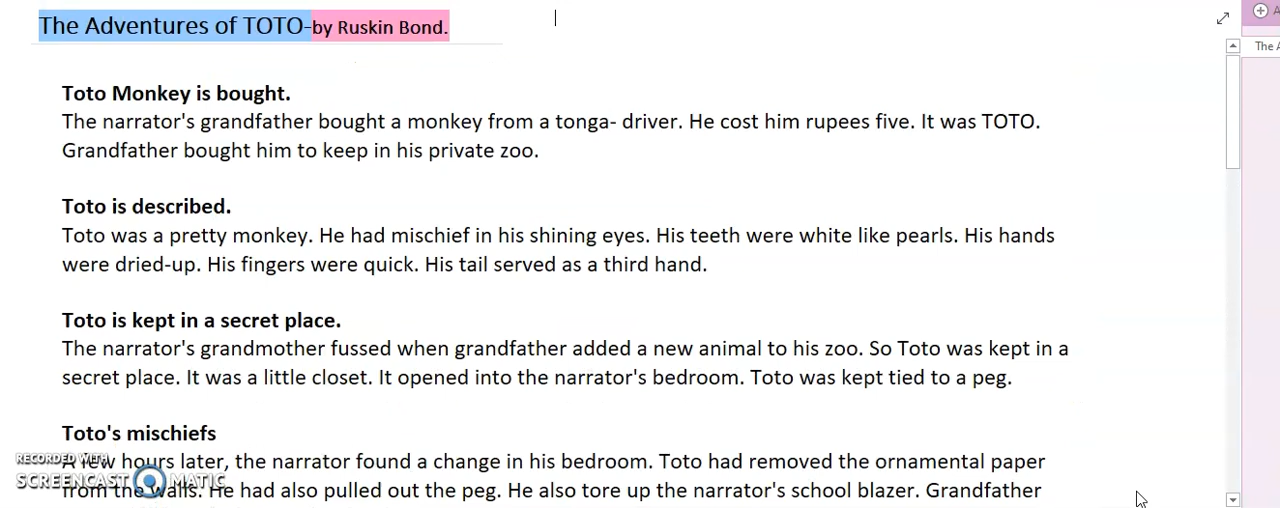 The Adventures of TOTO-by Ruskin Bond.
Toto Monkey is bought.
The narrator's grandfather bought a monkey from a tonga- driver. He cost him rupees five. It was TOTO.
Grandfather bought him to keep in his private zoo.
Toto is described.
Toto was a pretty monkey. He had mischief in his shining eyes. His teeth were white like pearls. His hands
were dried-up. His fingers were quick. His tail served as a third hand.
Toto is kept in a secret place.
The narrator's grandmother fussed when grandfather added a new animal to his zoo. So Toto was kept in a
secret place. It was a little closet. It opened into the narrator's bedroom. Toto was kept tied to a peg.
Toto's mischiefs
A few hours later, the narrator found a change in his bedroom. Toto had removed the ornamental paper
from the walls. He had also pulled out the peg. He also tore up the narrator's school blazer. Grandfather
RECORDED WITH
SCREENCAST MATIC
The A